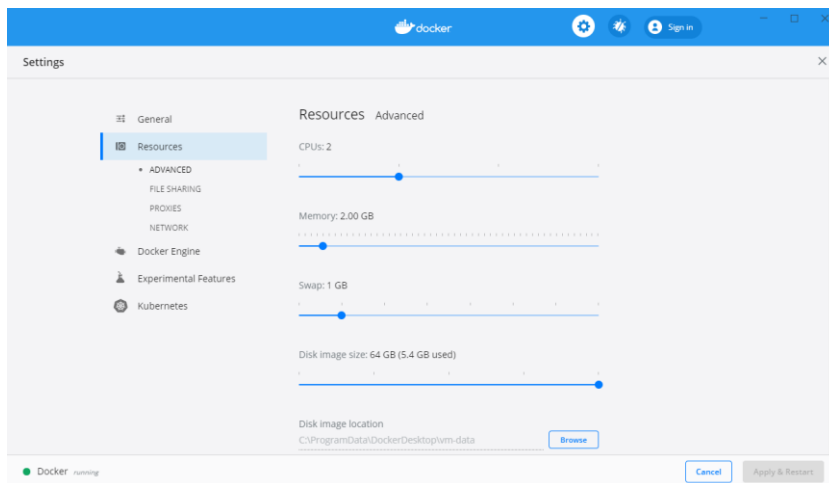 docker
Sign in
Settings
General
Resources
ADVANCED
FILE SHARING
PROXIES
NETWORK
Docker Engine
Experimental Features
Kubernetes
Resources Advanced
CPUs: 2
Memory: 2.00 GB
Swap: 1 GB
Disk image size: 64 GB (5.4 GB used)
Disk image location
C:\ProgramData\DockerDesktop\vm-data
Browse
Docker running
Cancel
Apply & Restart